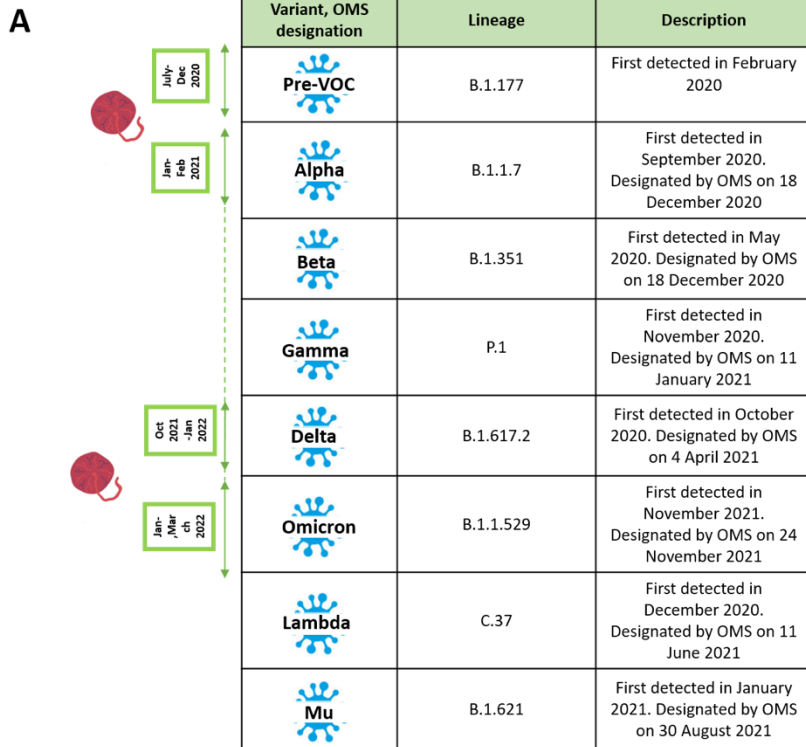 A
Variant, OMS
designation
Lineage
Description
July-
Dec
2020
Pre-VOC
B.1.177
First detected in February
2020
Jan-
Feb
2021
Alpha
B.1.1.7
First detected in
September 2020.
Designated by OMS on 18
December 2020
Beta
B.1.351
First detected in May
2020. Designated by OMS
on 18 December 2020
Gamma
P.1
First detected in
November 2020.
Designated by OMS on 11
January 2021
Oct
2021
-Jan
2022
Delta
B.1.617.2
First detected in October
2020. Designated by OMS
on 4 April 2021
Jan-
,Mar
ch
2022
Omicron
B.1.1.529
First detected in
November 2021.
Designated by OMS on 24
November 2021
Lambda
C.37
First detected in
December 2020.
Designated by OMS on 11
June 2021
Mu
B.1.621
First detected in January
2021. Designated by OMS
on 30 August 2021